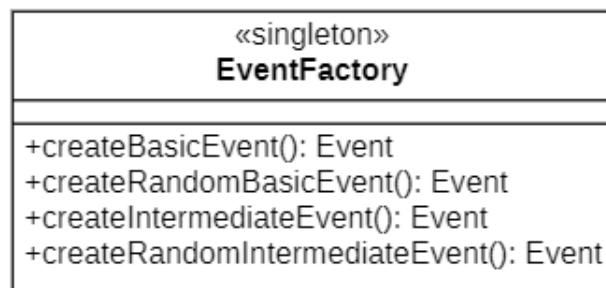 «singleton»
EventFactory
+createBasicEvent(): Event
+createRandomBasicEvent(): Event
+createIntermediateEvent(): Event
+createRandomIntermediateEvent(): Event